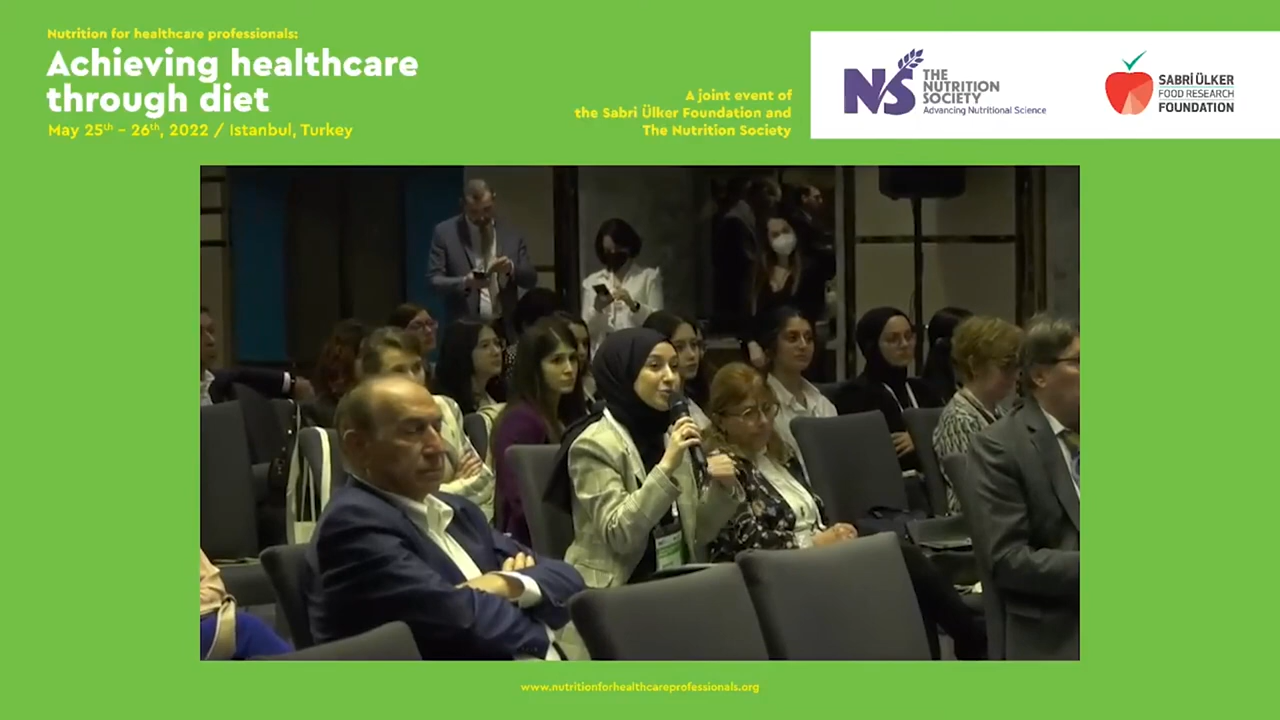 Nutrition for healthcare professionals:
Achieving healthcare
through diet
May 25th - 26th, 2022 / Istanbul, Turkey
A joint event of
the Sabri Ülker Foundation and
The Nutrition Society
NS
THE
NUTRITION
SOCIETY
Advancing Nutritional Science
SABRİ ÜLKER
FOOD RESEARCH
FOUNDATION
www.nutritionforhealthcareprofessionals.org